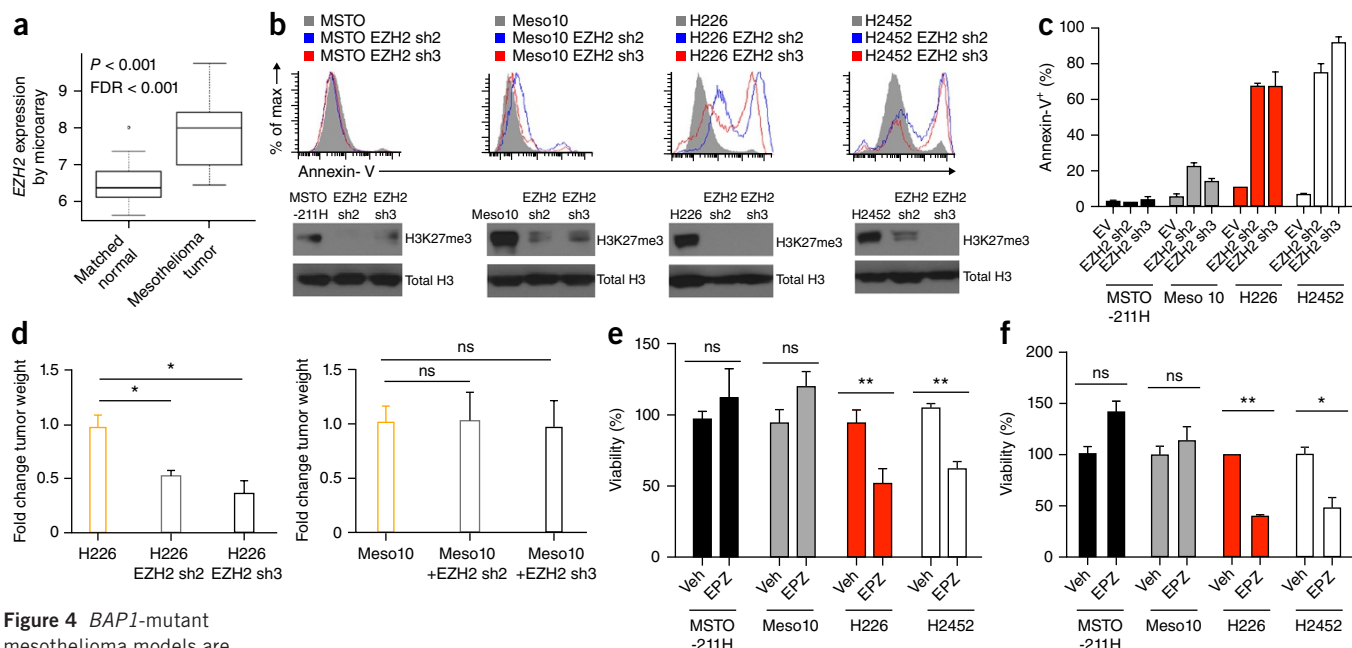 a
P < 0.001
FDR < 0.001
EZH2 expression
by microarray
9
8
7
6
Matched
normal
Mesothelioma
tumor
b
MSTO
MSTO EZH2 sh2
MSTO EZH2 sh3
Meso10
Meso10 EZH2 sh2
Meso10 EZH2 sh3
H226
H226 EZH2 sh2
H226 EZH2 sh3
H2452
H2452 EZH2 sh2
H2452 EZH2 sh3
% of max
Annexin- V
MSTO
-211H
EZH2
sh2
EZH2
sh3
H3K27me3
Total H3
Meso10
EZH2
sh2
EZH2
sh3
H3K27me3
Total H3
H226
EZH2
sh2
EZH2
sh3
H3K27me3
Total H3
H2452
EZH2
sh2
EZH2
sh3
H3K27me3
Total H3
c
Annexin-V+ (%)
100
80
60
40
20
0
EV
EZH2 sh2
EZH2 sh3
EV
EZH2 sh2
EZH2 sh3
EV
EZH2 sh2
EZH2 sh3
EV
EZH2 sh2
EZH2 sh3
MSTO
-211H
Meso 10
H226
H2452
d
Fold change tumor weight
1.5
1.0
0.5
0
*
*
H226
H226
EZH2 sh2
H226
EZH2 sh3
Fold change tumor weight
1.5
1.0
0.5
0
ns
ns
Meso10
Meso10
+EZH2 sh2
Meso10
+EZH2 sh3
e
Viability (%)
150
100
50
0
ns
ns
**
**
Veh
EPZ
Veh
EPZ
Veh
EPZ
Veh
EPZ
MSTO
-211H
Meso10
H226
H2452
f
Viability (%)
200
150
100
50
0
ns
ns
**
*
Veh
EPZ
Veh
EPZ
Veh
EPZ
Veh
EPZ
MSTO
-211H
Meso10
H226
H2452
Figure 4 BAP1-mutant
mesothelioma models are